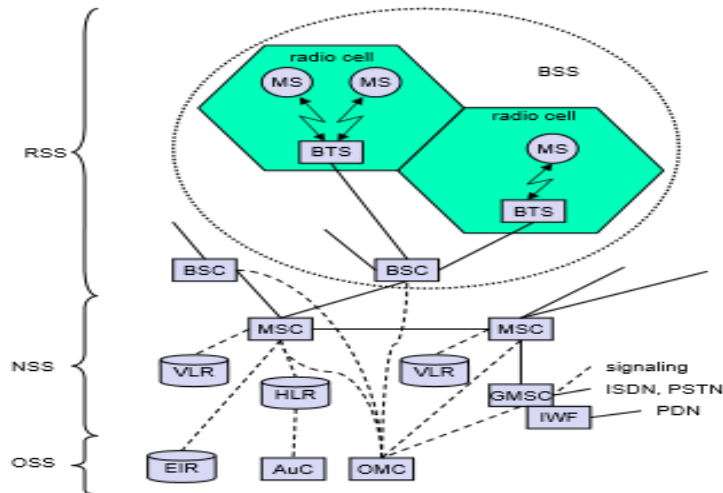 radio cell
BSS
MS
MS
radio cell
RSS
BTS
MS
BTS
BSC
BSC
MSC
MSC
NSS
VLR
VLR
signaling
HLR
GMSC
ISDN, PSTN
IWF
PDN
OSS
EIR
AuC
OMC